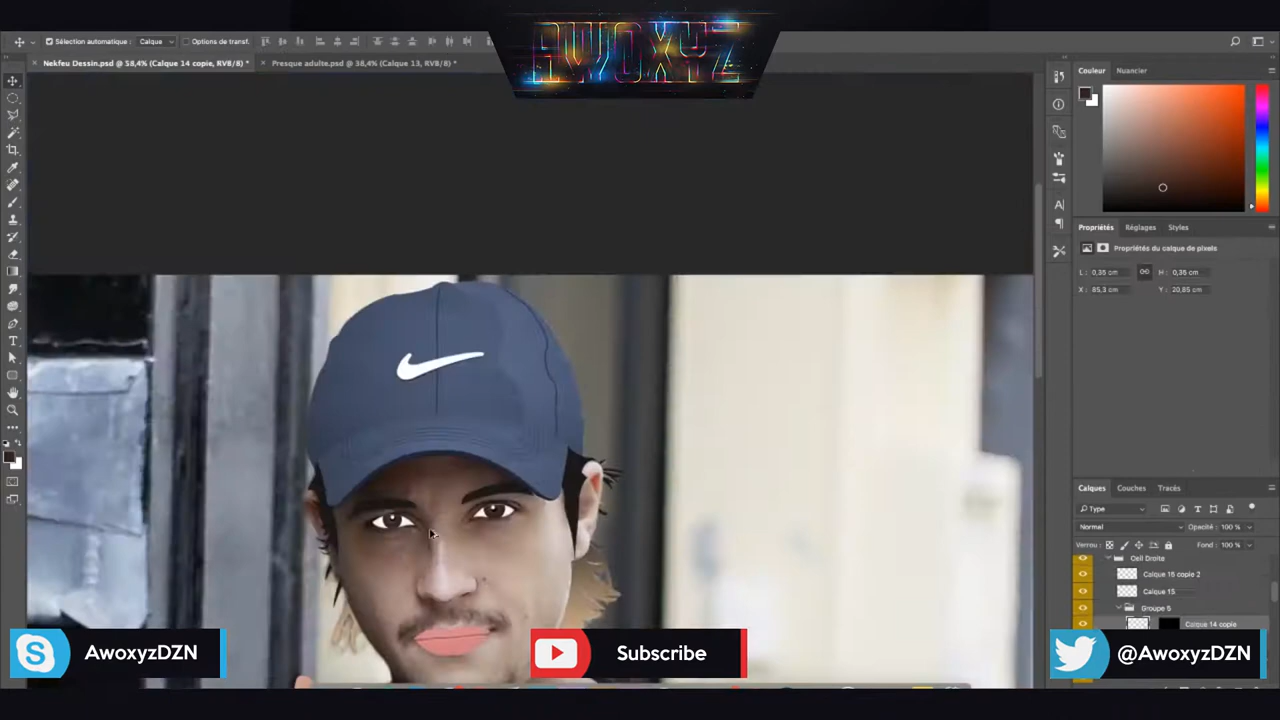 AWOXYZ
Sélection automatique : Calque Options de transf.
Nekfeu Dessin.psd @ 58,4% (Calque 14 copie, RVB/8) *
Presque adulte.psd @ 38,4% (Calque 13, RVB/8) *
Couleur Nuancier
Propriétés Réglages Styles
Propriétés du calque de pixels
L : 0,35 cm H : 0,35 cm
X : 85,3 cm Y : 20,85 cm
Calques Couches Tracés
Type
Normal Opacité : 100 %
Verrou : Fond : 100 %
Oeil Droite
Calque 15 copie 2
Calque 15
Groupe 5
Calque 14 copie
AwoxyzDZN
Subscribe
@AwoxyzDZN